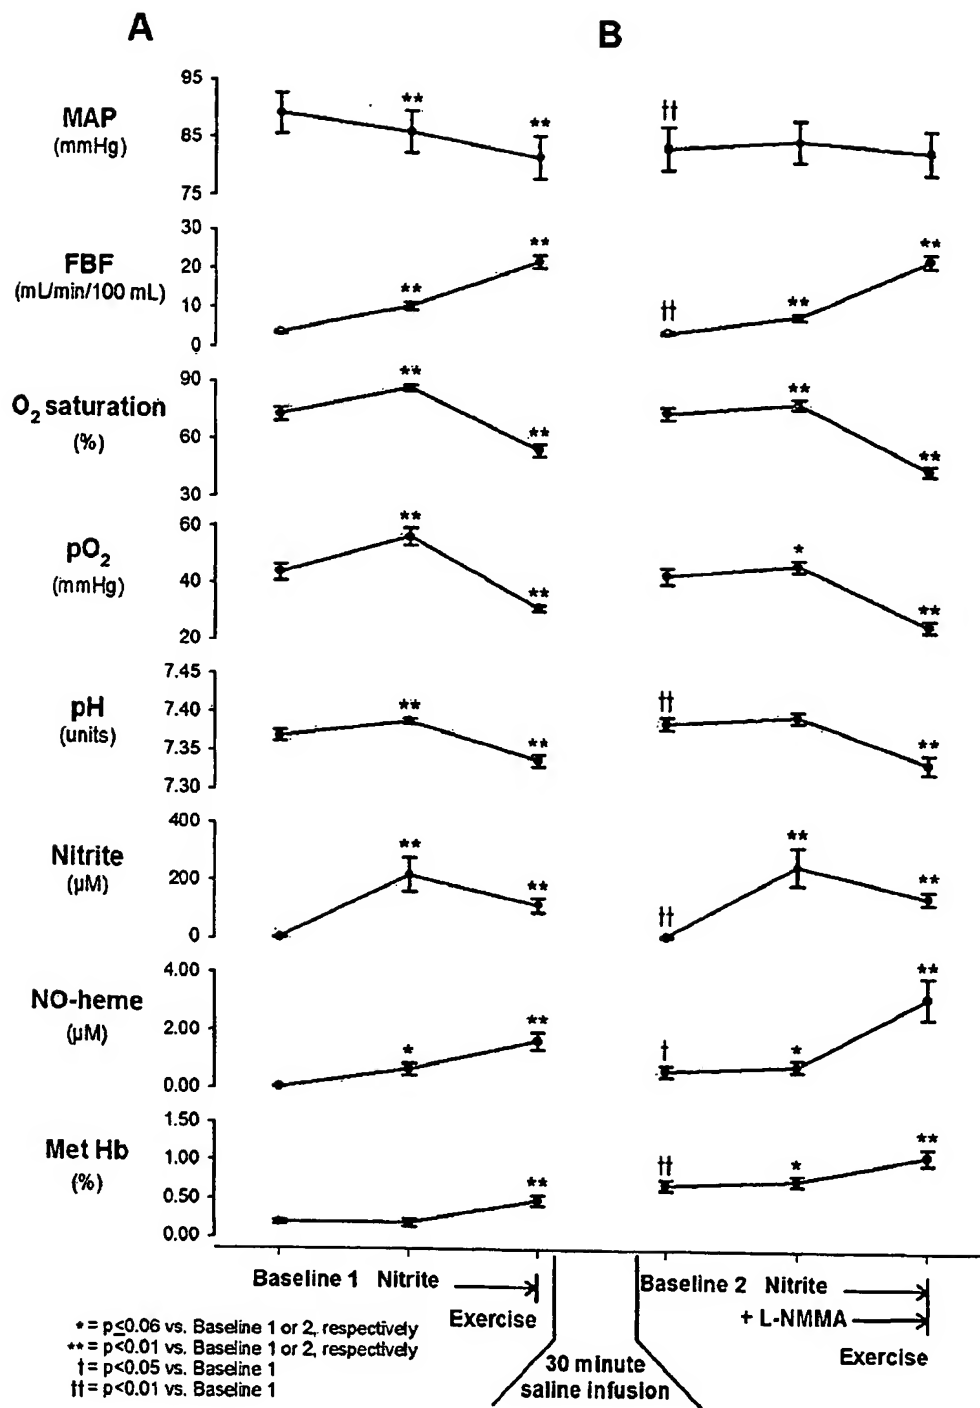 A
B
MAP
(mmHg)
95
85
75
**
**
††
FBF
(mL/min/100 mL)
30
20
10
0
**
**
††
**
**
O2 saturation
(%)
90
60
30
**
**
**
**
pO2
(mmHg)
60
40
20
**
**
*
**
pH
(units)
7.45
7.40
7.35
7.30
**
**
††
**
Nitrite
(µM)
400
200
0
**
**
††
**
**
NO-heme
(µM)
4.00
2.00
0.00
*
**
†
*
**
Met Hb
(%)
1.50
1.00
0.50
0.00
**
††
*
**
Baseline 1 Nitrite
Exercise
Baseline 2 Nitrite
+ L-NMMA
Exercise
30 minute
saline infusion
* = p≤0.06 vs. Baseline 1 or 2, respectively
** = p<0.01 vs. Baseline 1 or 2, respectively
† = p<0.05 vs. Baseline 1
†† = p<0.01 vs. Baseline 1